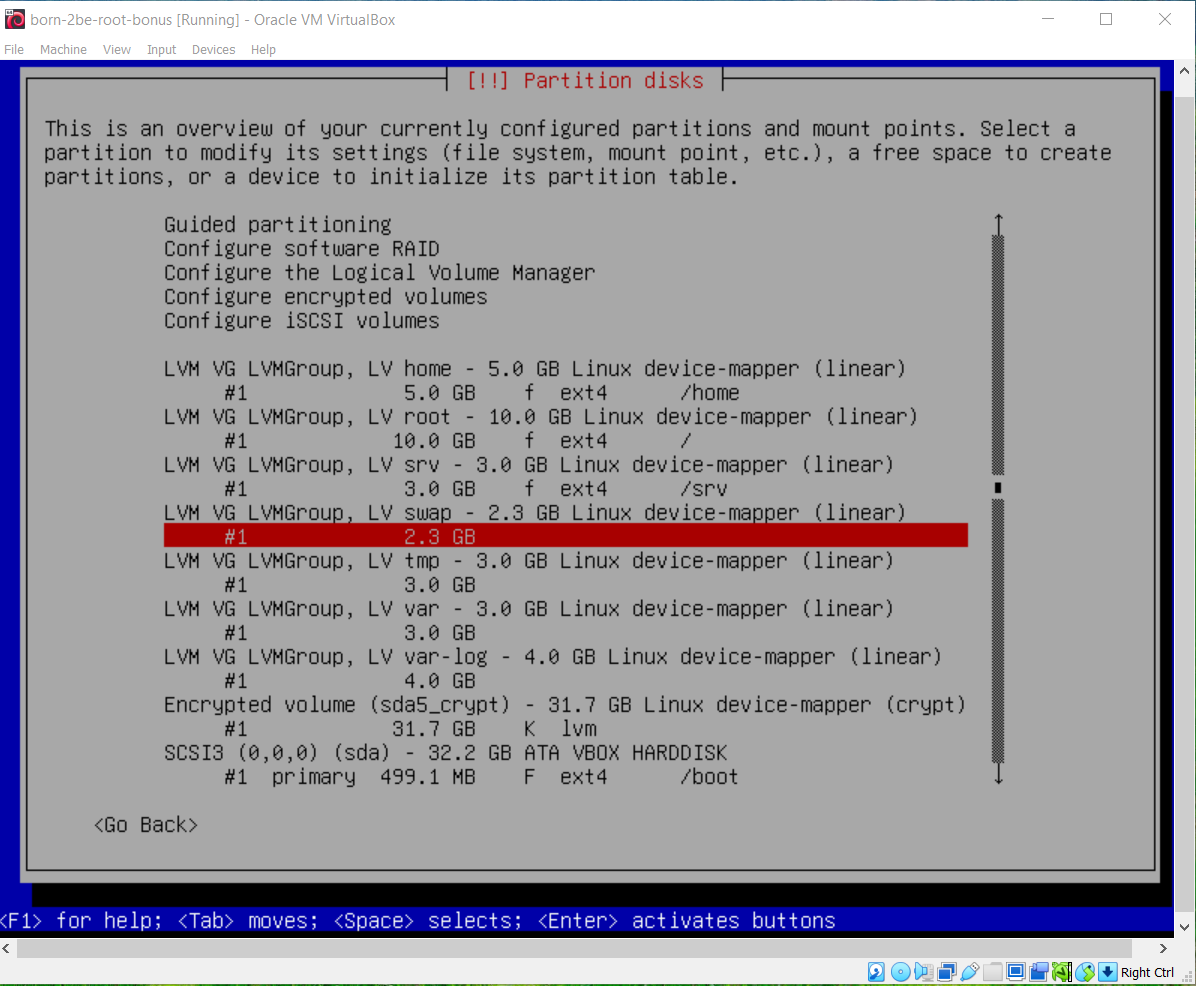 born-2be-root-bonus [Running] - Oracle VM VirtualBox
File Machine View Input Devices Help
[!!] Partition disks
This is an overview of your currently configured partitions and mount points. Select a
partition to modify its settings (file system, mount point, etc.), a free space to create
partitions, or a device to initialize its partition table.
Guided partitioning
Configure software RAID
Configure the Logical Volume Manager
Configure encrypted volumes
Configure iSCSI volumes
LVM VG LVMGroup, LV home - 5.0 GB Linux device-mapper (linear)
#1 5.0 GB f ext4 /home
LVM VG LVMGroup, LV root - 10.0 GB Linux device-mapper (linear)
#1 10.0 GB f ext4 /
LVM VG LVMGroup, LV srv - 3.0 GB Linux device-mapper (linear)
#1 3.0 GB f ext4 /srv
LVM VG LVMGroup, LV swap - 2.3 GB Linux device-mapper (linear)
#1 2.3 GB
LVM VG LVMGroup, LV tmp - 3.0 GB Linux device-mapper (linear)
#1 3.0 GB
LVM VG LVMGroup, LV var - 3.0 GB Linux device-mapper (linear)
#1 3.0 GB
LVM VG LVMGroup, LV var-log - 4.0 GB Linux device-mapper (linear)
#1 4.0 GB
Encrypted volume (sda5_crypt) - 31.7 GB Linux device-mapper (crypt)
#1 31.7 GB K lvm
SCSI3 (0,0,0) (sda) - 32.2 GB ATA VBOX HARDDISK
#1 primary 499.1 MB F ext4 /boot
<Go Back>
<F1> for help; <Tab> moves; <Space> selects; <Enter> activates buttons
Right Ctrl